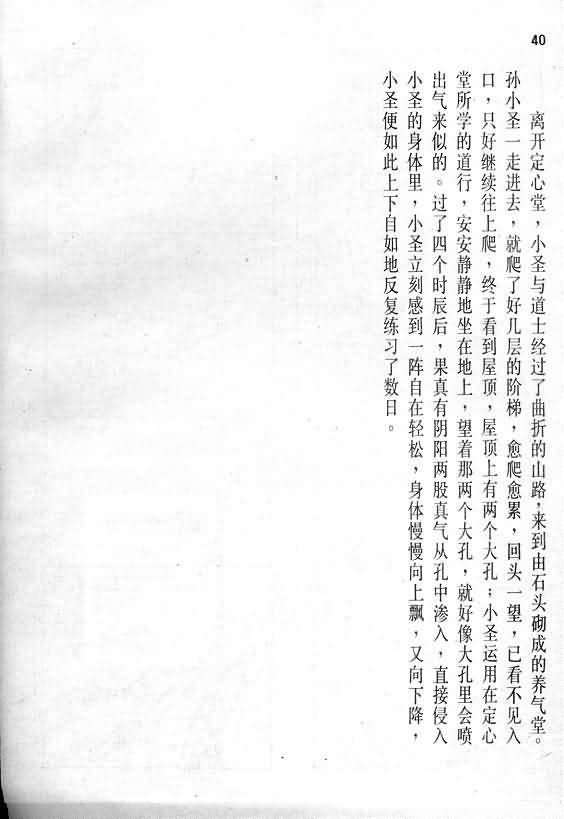 40
离开定心堂，小圣与道士经过了曲折的山路，来到由石头砌成的养气堂。
孙小圣一走进去，就爬了好几层的阶梯，愈爬愈累，回头一望，已看不见入
口，只好继续往上爬，终于看到屋顶，屋顶上有两个大孔；小圣运用在定心
堂所学的道行，安安静静地坐在地上，望着那两个大孔，就好像大孔里会喷
出气来似的。过了四个时辰后，果真有阴阳两股真气从孔中渗入，直接侵入
小圣的身体里，小圣立刻感到一阵自在轻松，身体慢慢向上飘，又向下降，
小圣便如此上下自如地反复练习了数日。